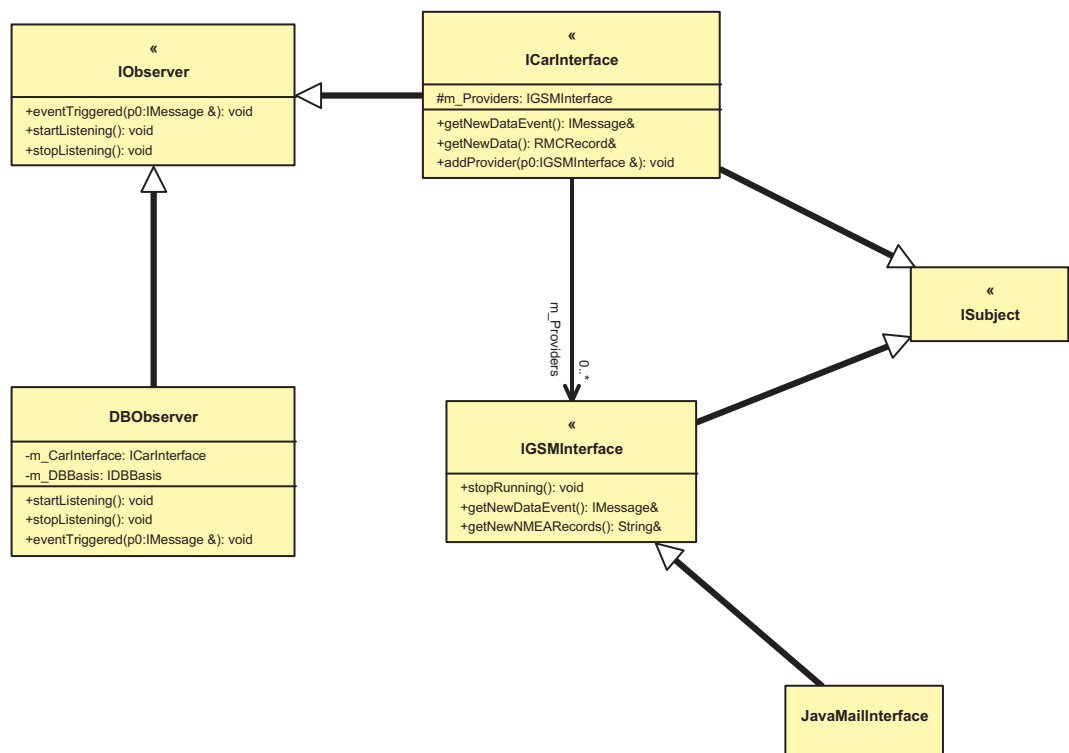 «
IObserver
+eventTriggered(p0:IMessage &): void
+startListening(): void
+stopListening(): void
«
ICarInterface
#m_Providers: IGSMInterface
+getNewDataEvent(): IMessage&
+getNewData(): RMCRecord&
+addProvider(p0:IGSMInterface &): void
«
ISubject
m_Providers
0..*
DBObserver
-m_CarInterface: ICarInterface
-m_DBBasis: IDBBasis
+startListening(): void
+stopListening(): void
+eventTriggered(p0:IMessage &): void
«
IGSMInterface
+stopRunning(): void
+getNewDataEvent(): IMessage&
+getNewNMEARecords(): String&
JavaMailInterface